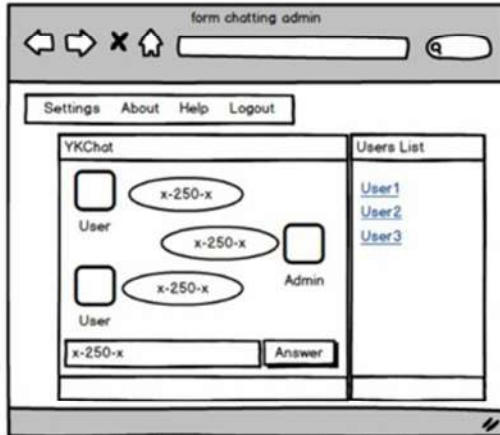 form chatting admin
Settings About Help Logout
YKChat
Users List
x-250-x
User
User1
User2
User3
x-250-x
Admin
x-250-x
User
x-250-x
Answer